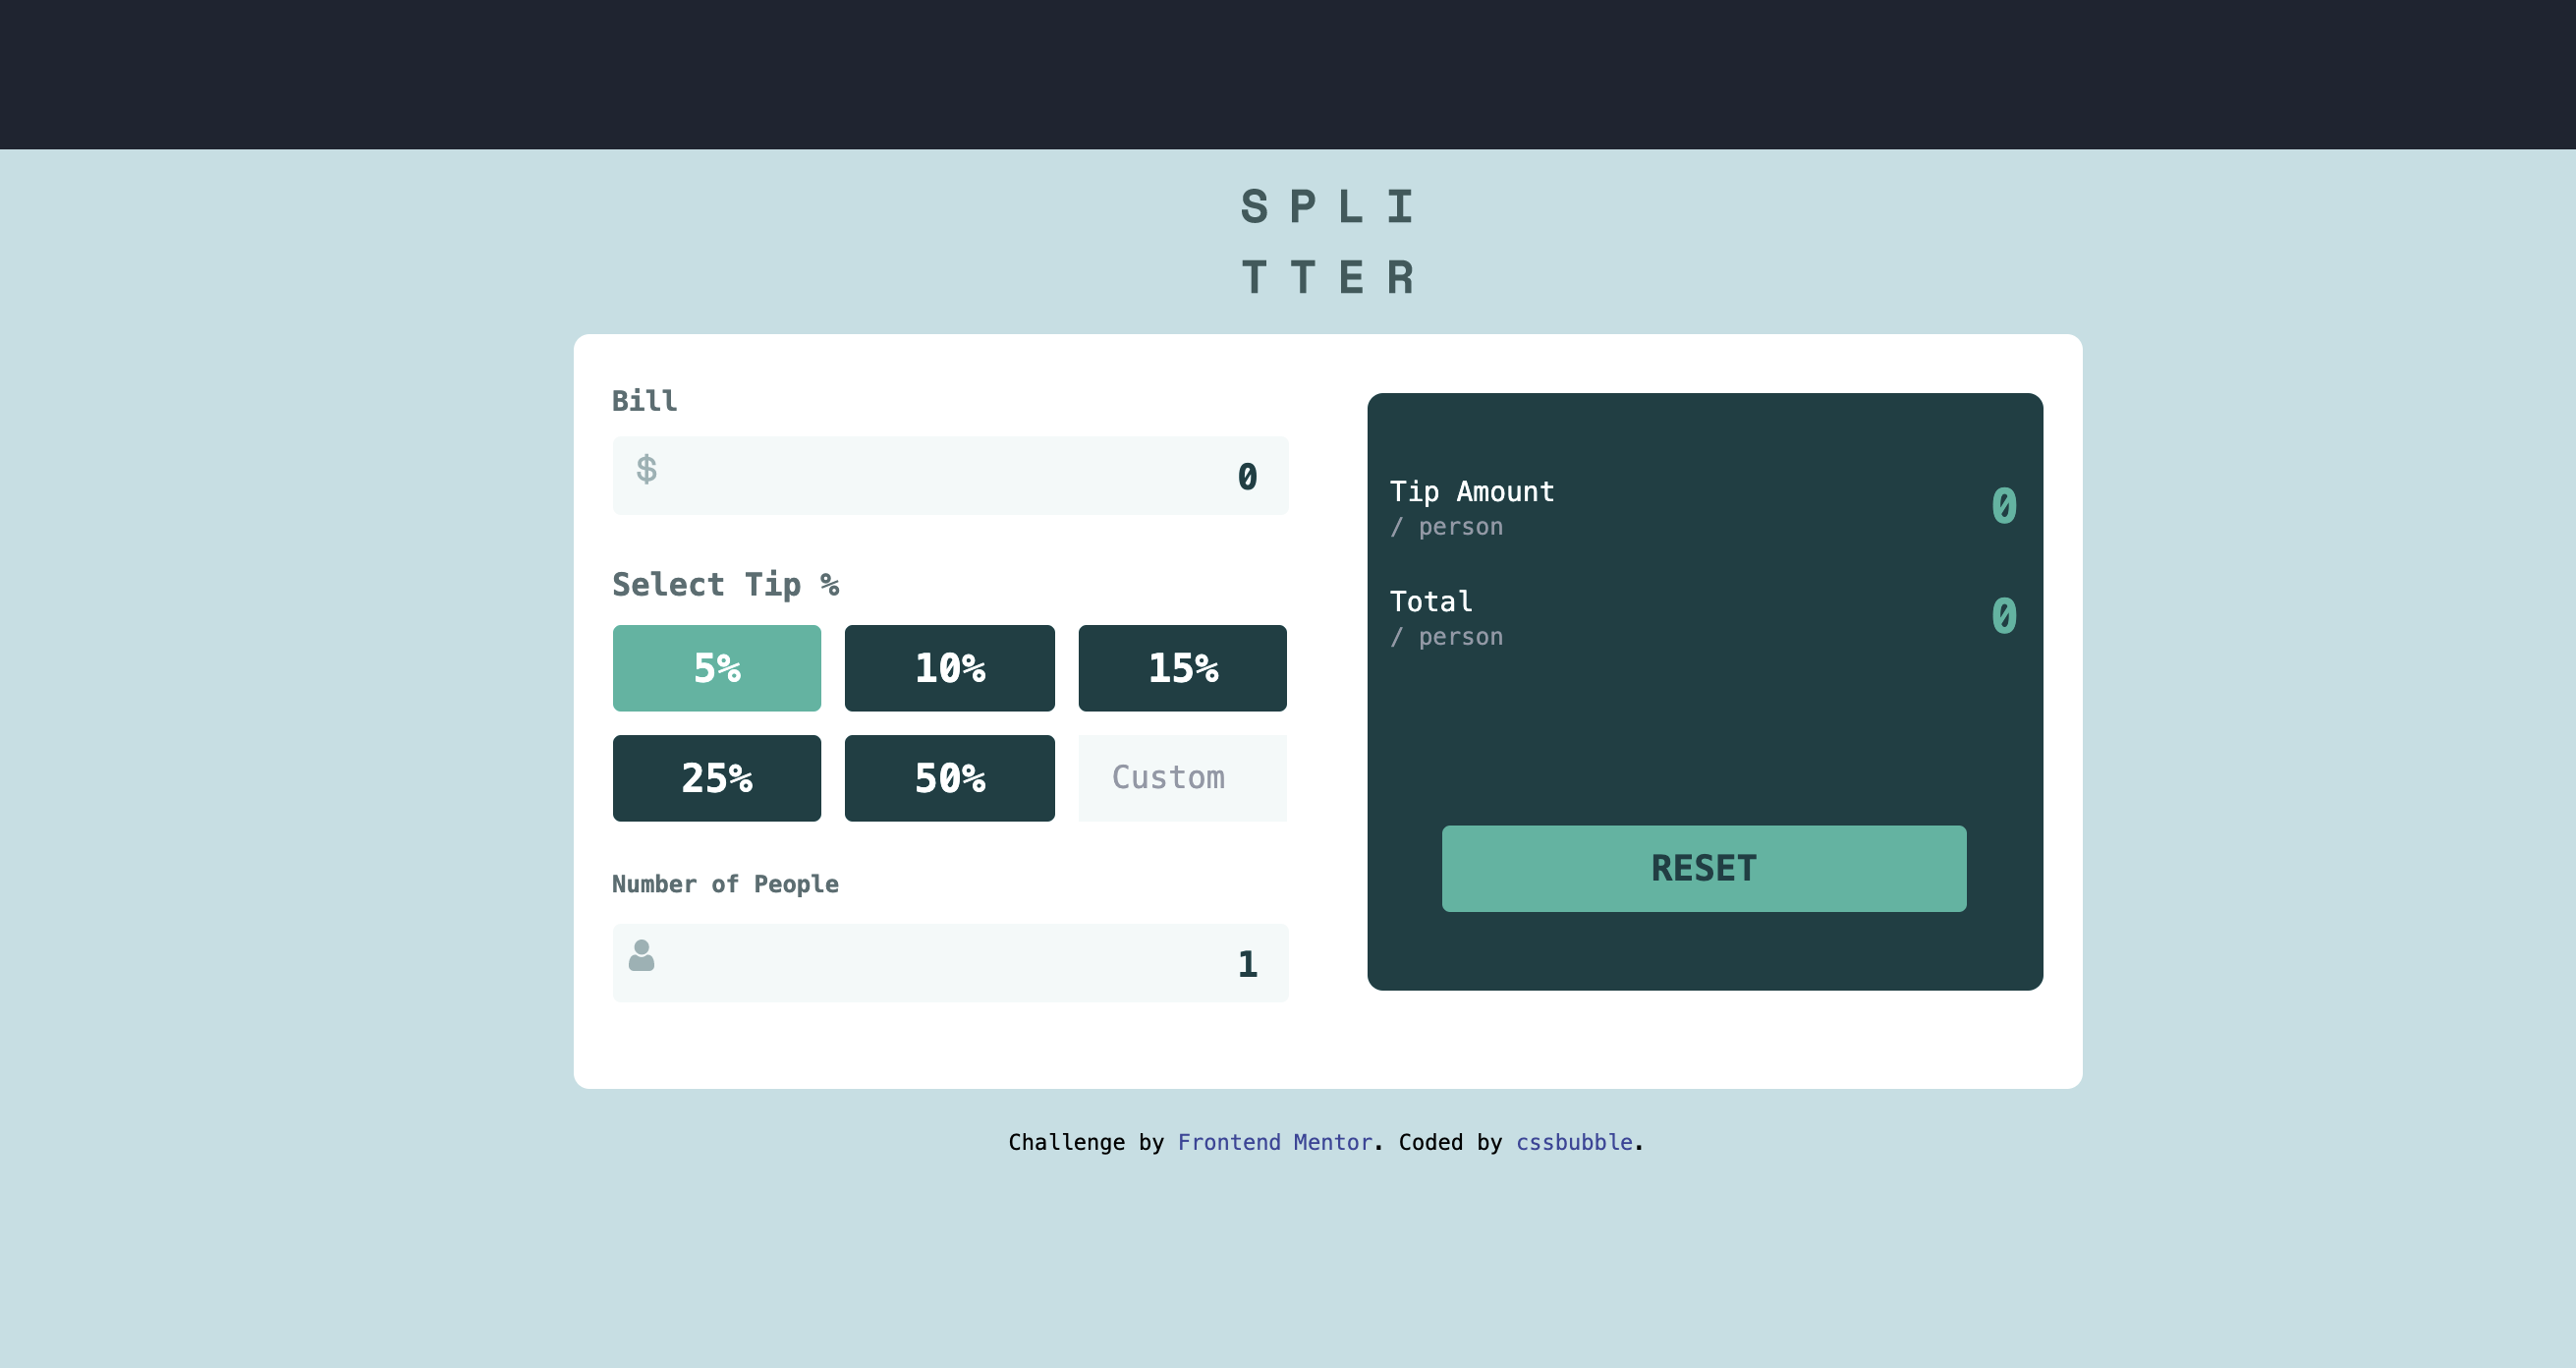 S P L I
T T E R
Bill
$ 0
Select Tip %
5% 10% 15%
25% 50% Custom
Number of People
1
Tip Amount
/ person
0
Total
/ person
0
RESET
Challenge by Frontend Mentor. Coded by cssbubble.